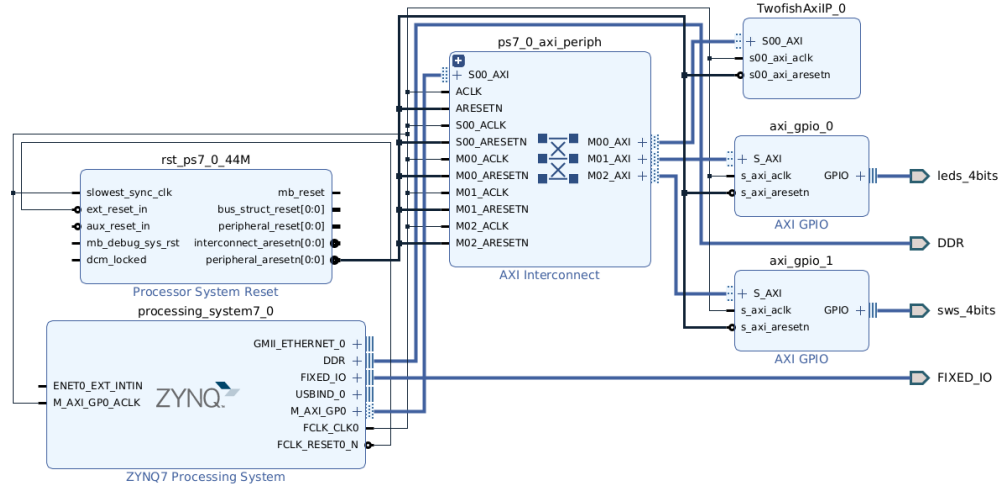 TwofishAxiIP_0
S00_AXI
s00_axi_aclk
s00_axi_aresetn
ps7_0_axi_periph
S00_AXI
ACLK
ARESETN
S00_ACLK
S00_ARESETN
M00_ACLK
M00_ARESETN
M01_ACLK
M01_ARESETN
M02_ACLK
M02_ARESETN
M00_AXI
M01_AXI
M02_AXI
AXI Interconnect
axi_gpio_0
S_AXI
s_axi_aclk
s_axi_aresetn
GPIO
AXI GPIO
leds_4bits
DDR
rst_ps7_0_44M
slowest_sync_clk
ext_reset_in
aux_reset_in
mb_debug_sys_rst
dcm_locked
mb_reset
bus_struct_reset[0:0]
peripheral_reset[0:0]
interconnect_aresetn[0:0]
peripheral_aresetn[0:0]
Processor System Reset
axi_gpio_1
S_AXI
s_axi_aclk
s_axi_aresetn
GPIO
AXI GPIO
sws_4bits
processing_system7_0
ENET0_EXT_INTIN
M_AXI_GP0_ACLK
ZYNQ
GMII_ETHERNET_0
DDR
FIXED_IO
USBIND_0
M_AXI_GP0
FCLK_CLK0
FCLK_RESET0_N
ZYNQ7 Processing System
FIXED_IO